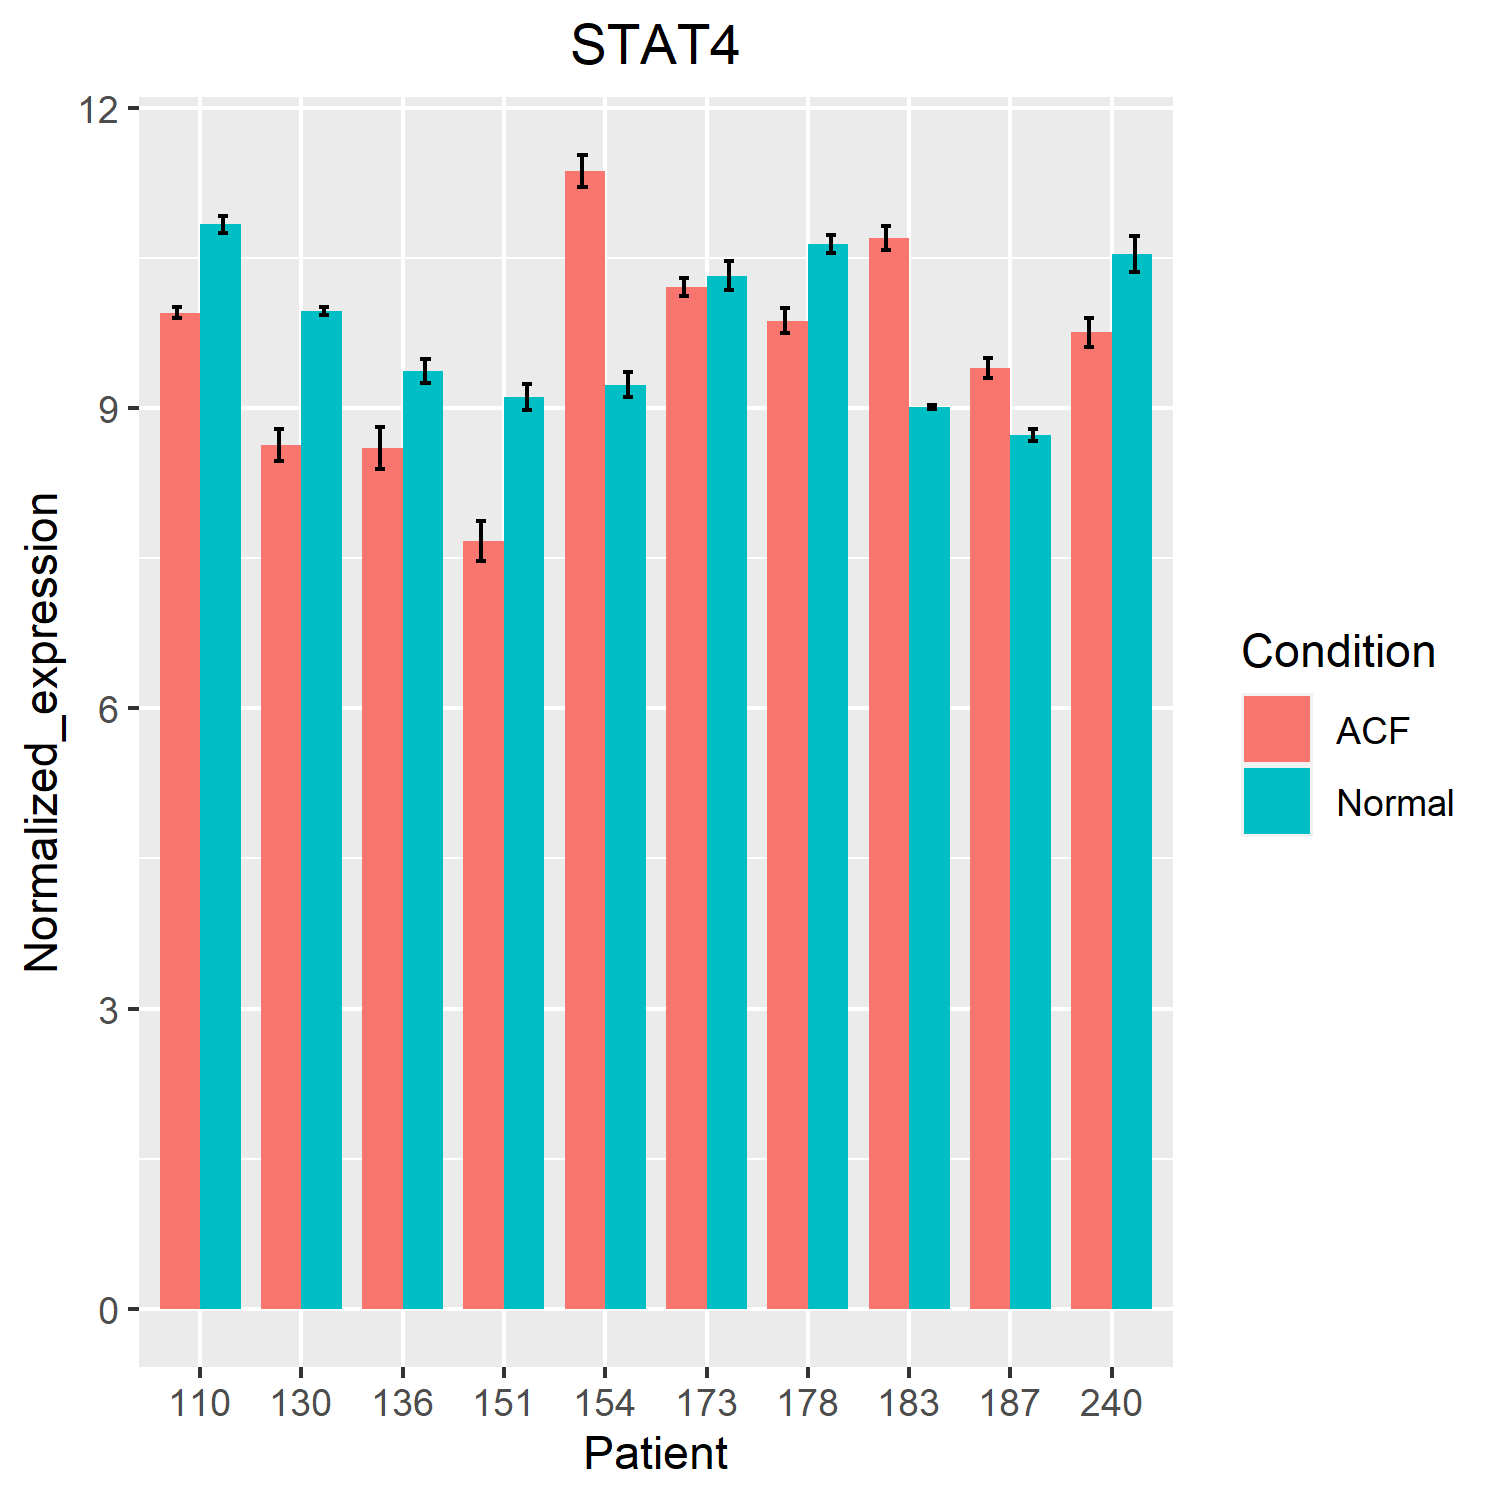 STAT4
12
9
6
3
0
Normalized_expression
110 130 136 151 154 173 178 183 187 240
Patient
Condition
ACF
Normal